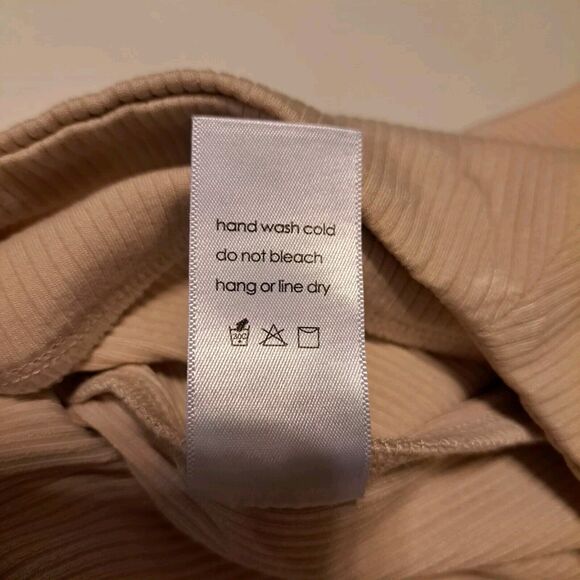 hand wash cold
do not bleach
hang or line dry